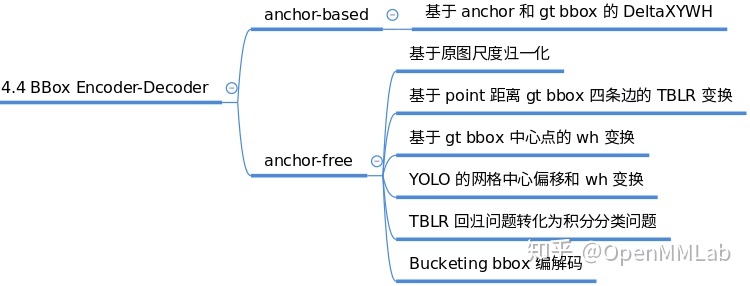 anchor-based
基于 anchor 和 gt bbox 的 DeltaXYWH
基于原图尺度归一化
4.4 BBox Encoder-Decoder
基于 point 距离 gt bbox 四条边的 TBLR 变换
基于 gt bbox 中心点的 wh 变换
anchor-free
YOLO 的网格中心偏移和 wh 变换
TBLR 回归问题转化为积分分类问题
知乎 @OpenMMLab
Bucketing bbox 编解码